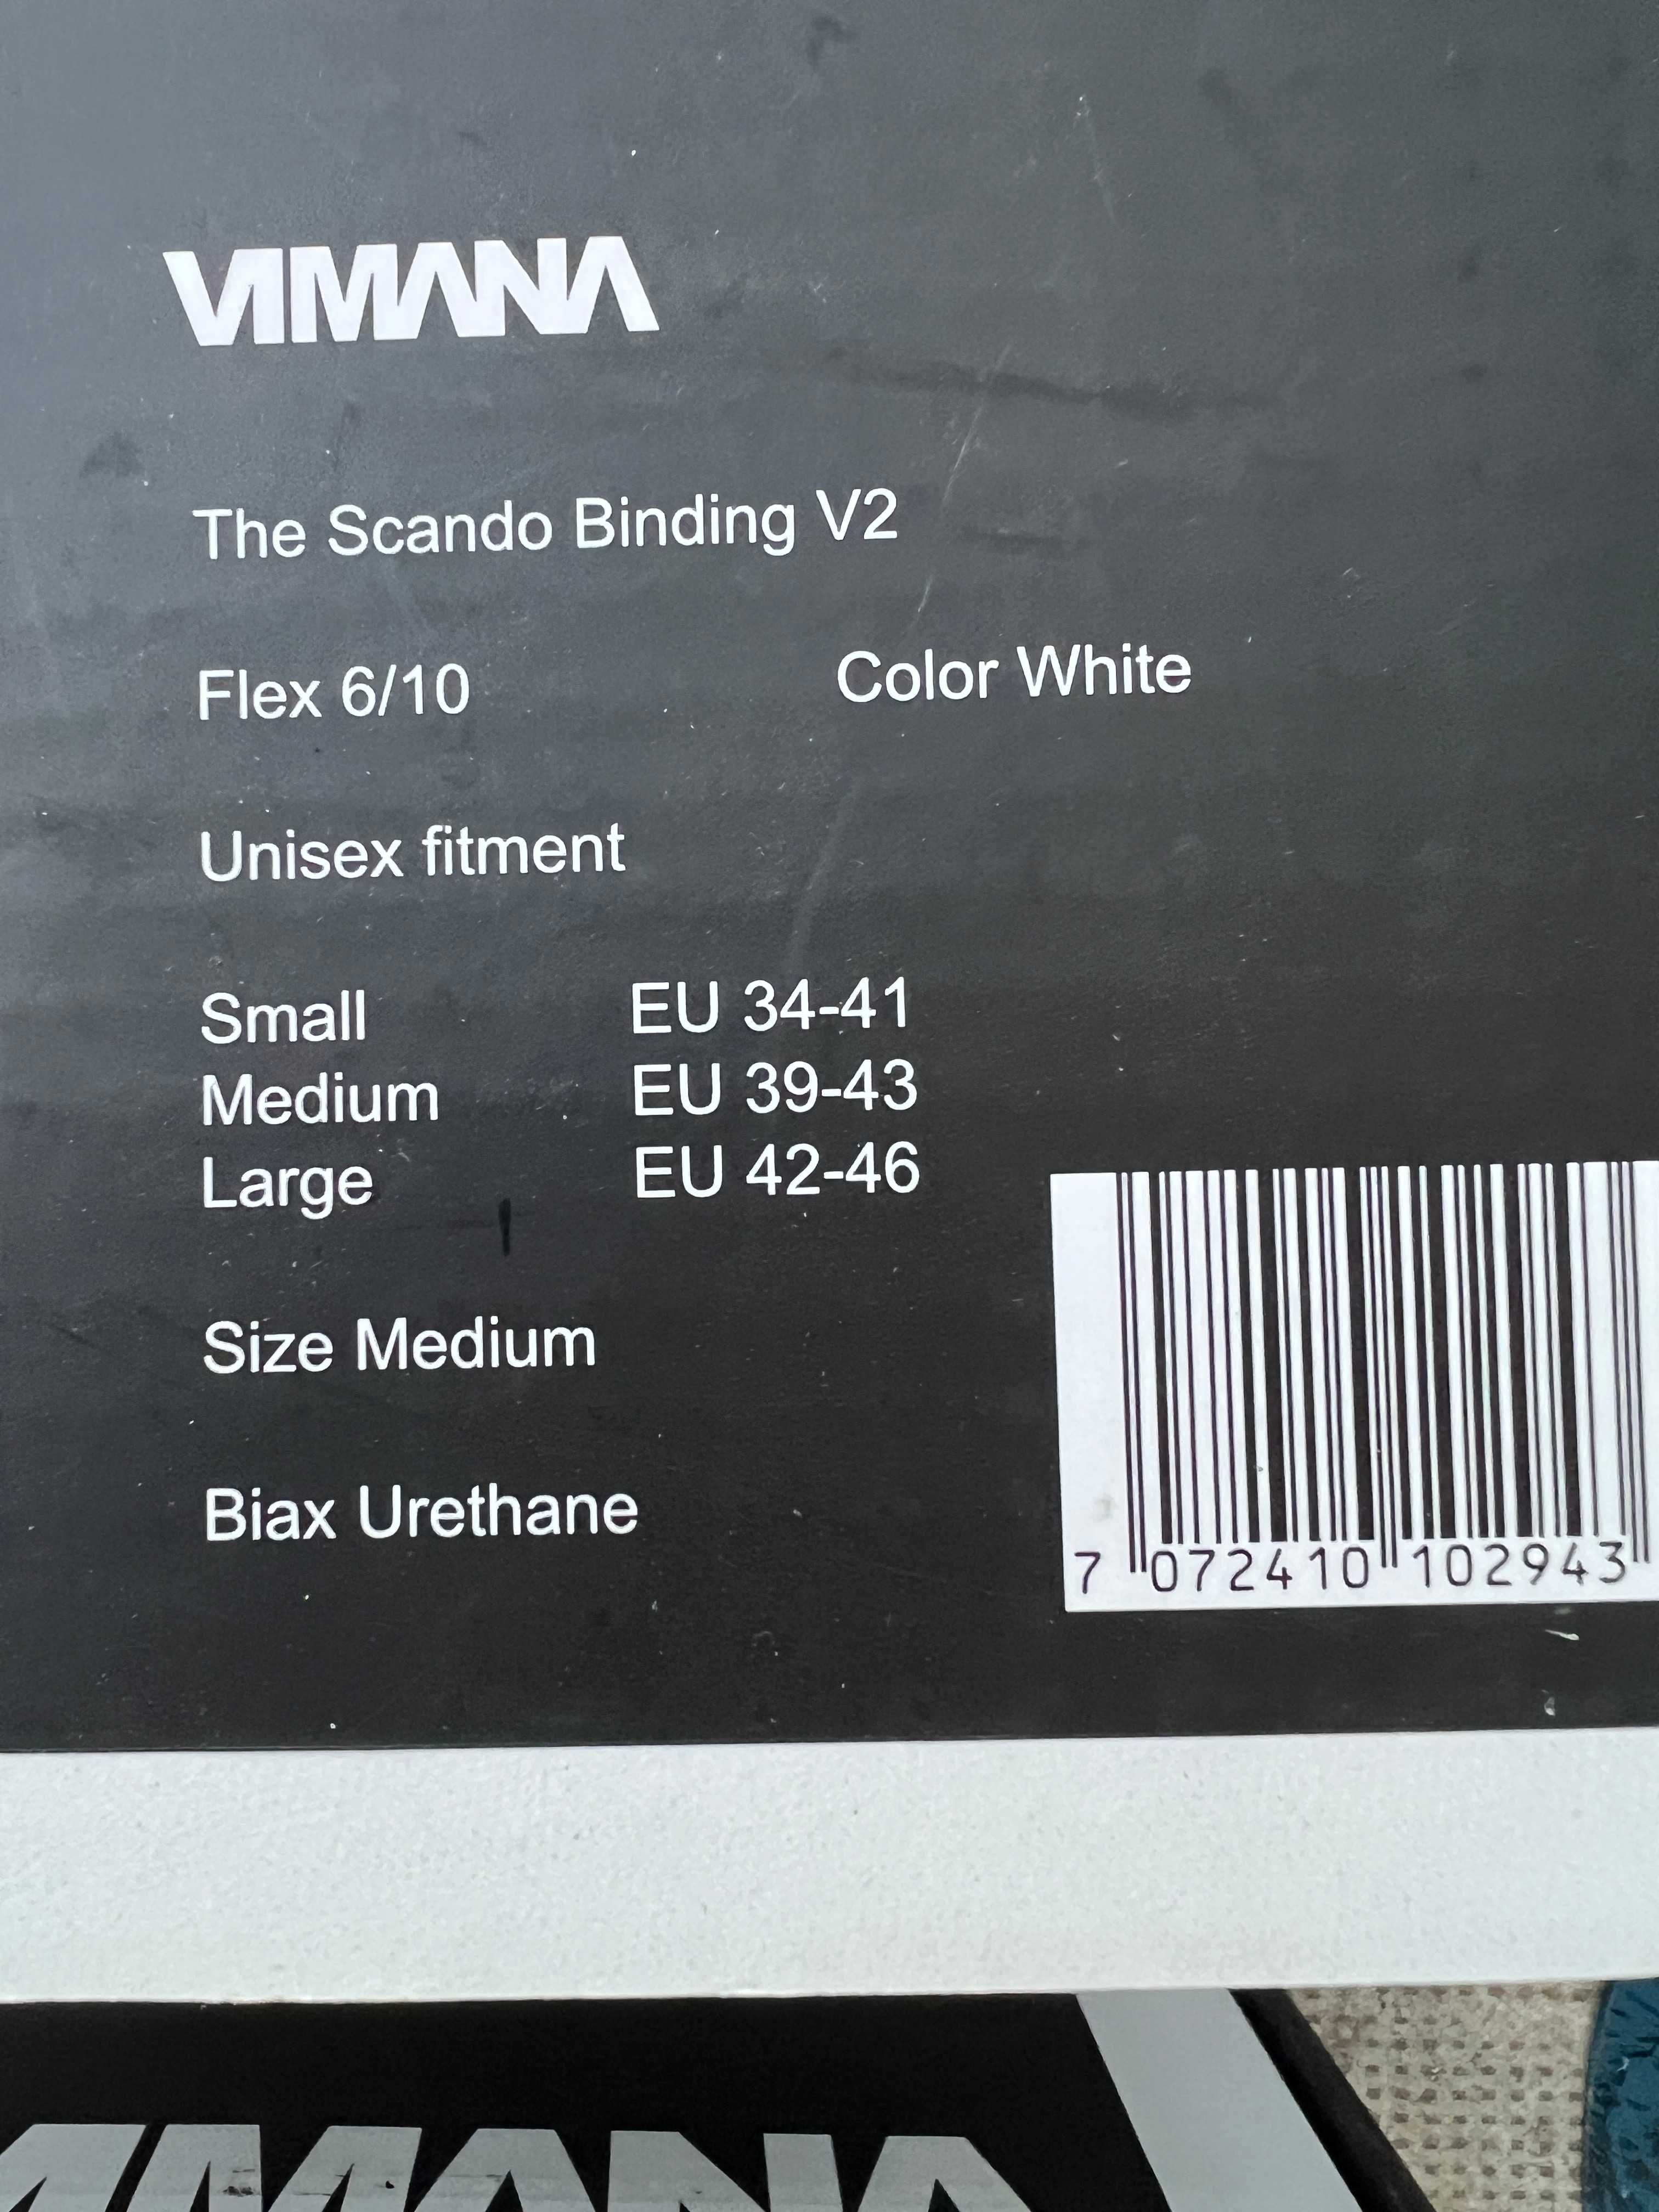 VIMANA
The Scando Binding V2
Flex 6/10 Color White
Unisex fitment
Small EU 34-41
Medium EU 39-43
Large EU 42-46
Size Medium
Biax Urethane
7 072410 102943
VIMANA